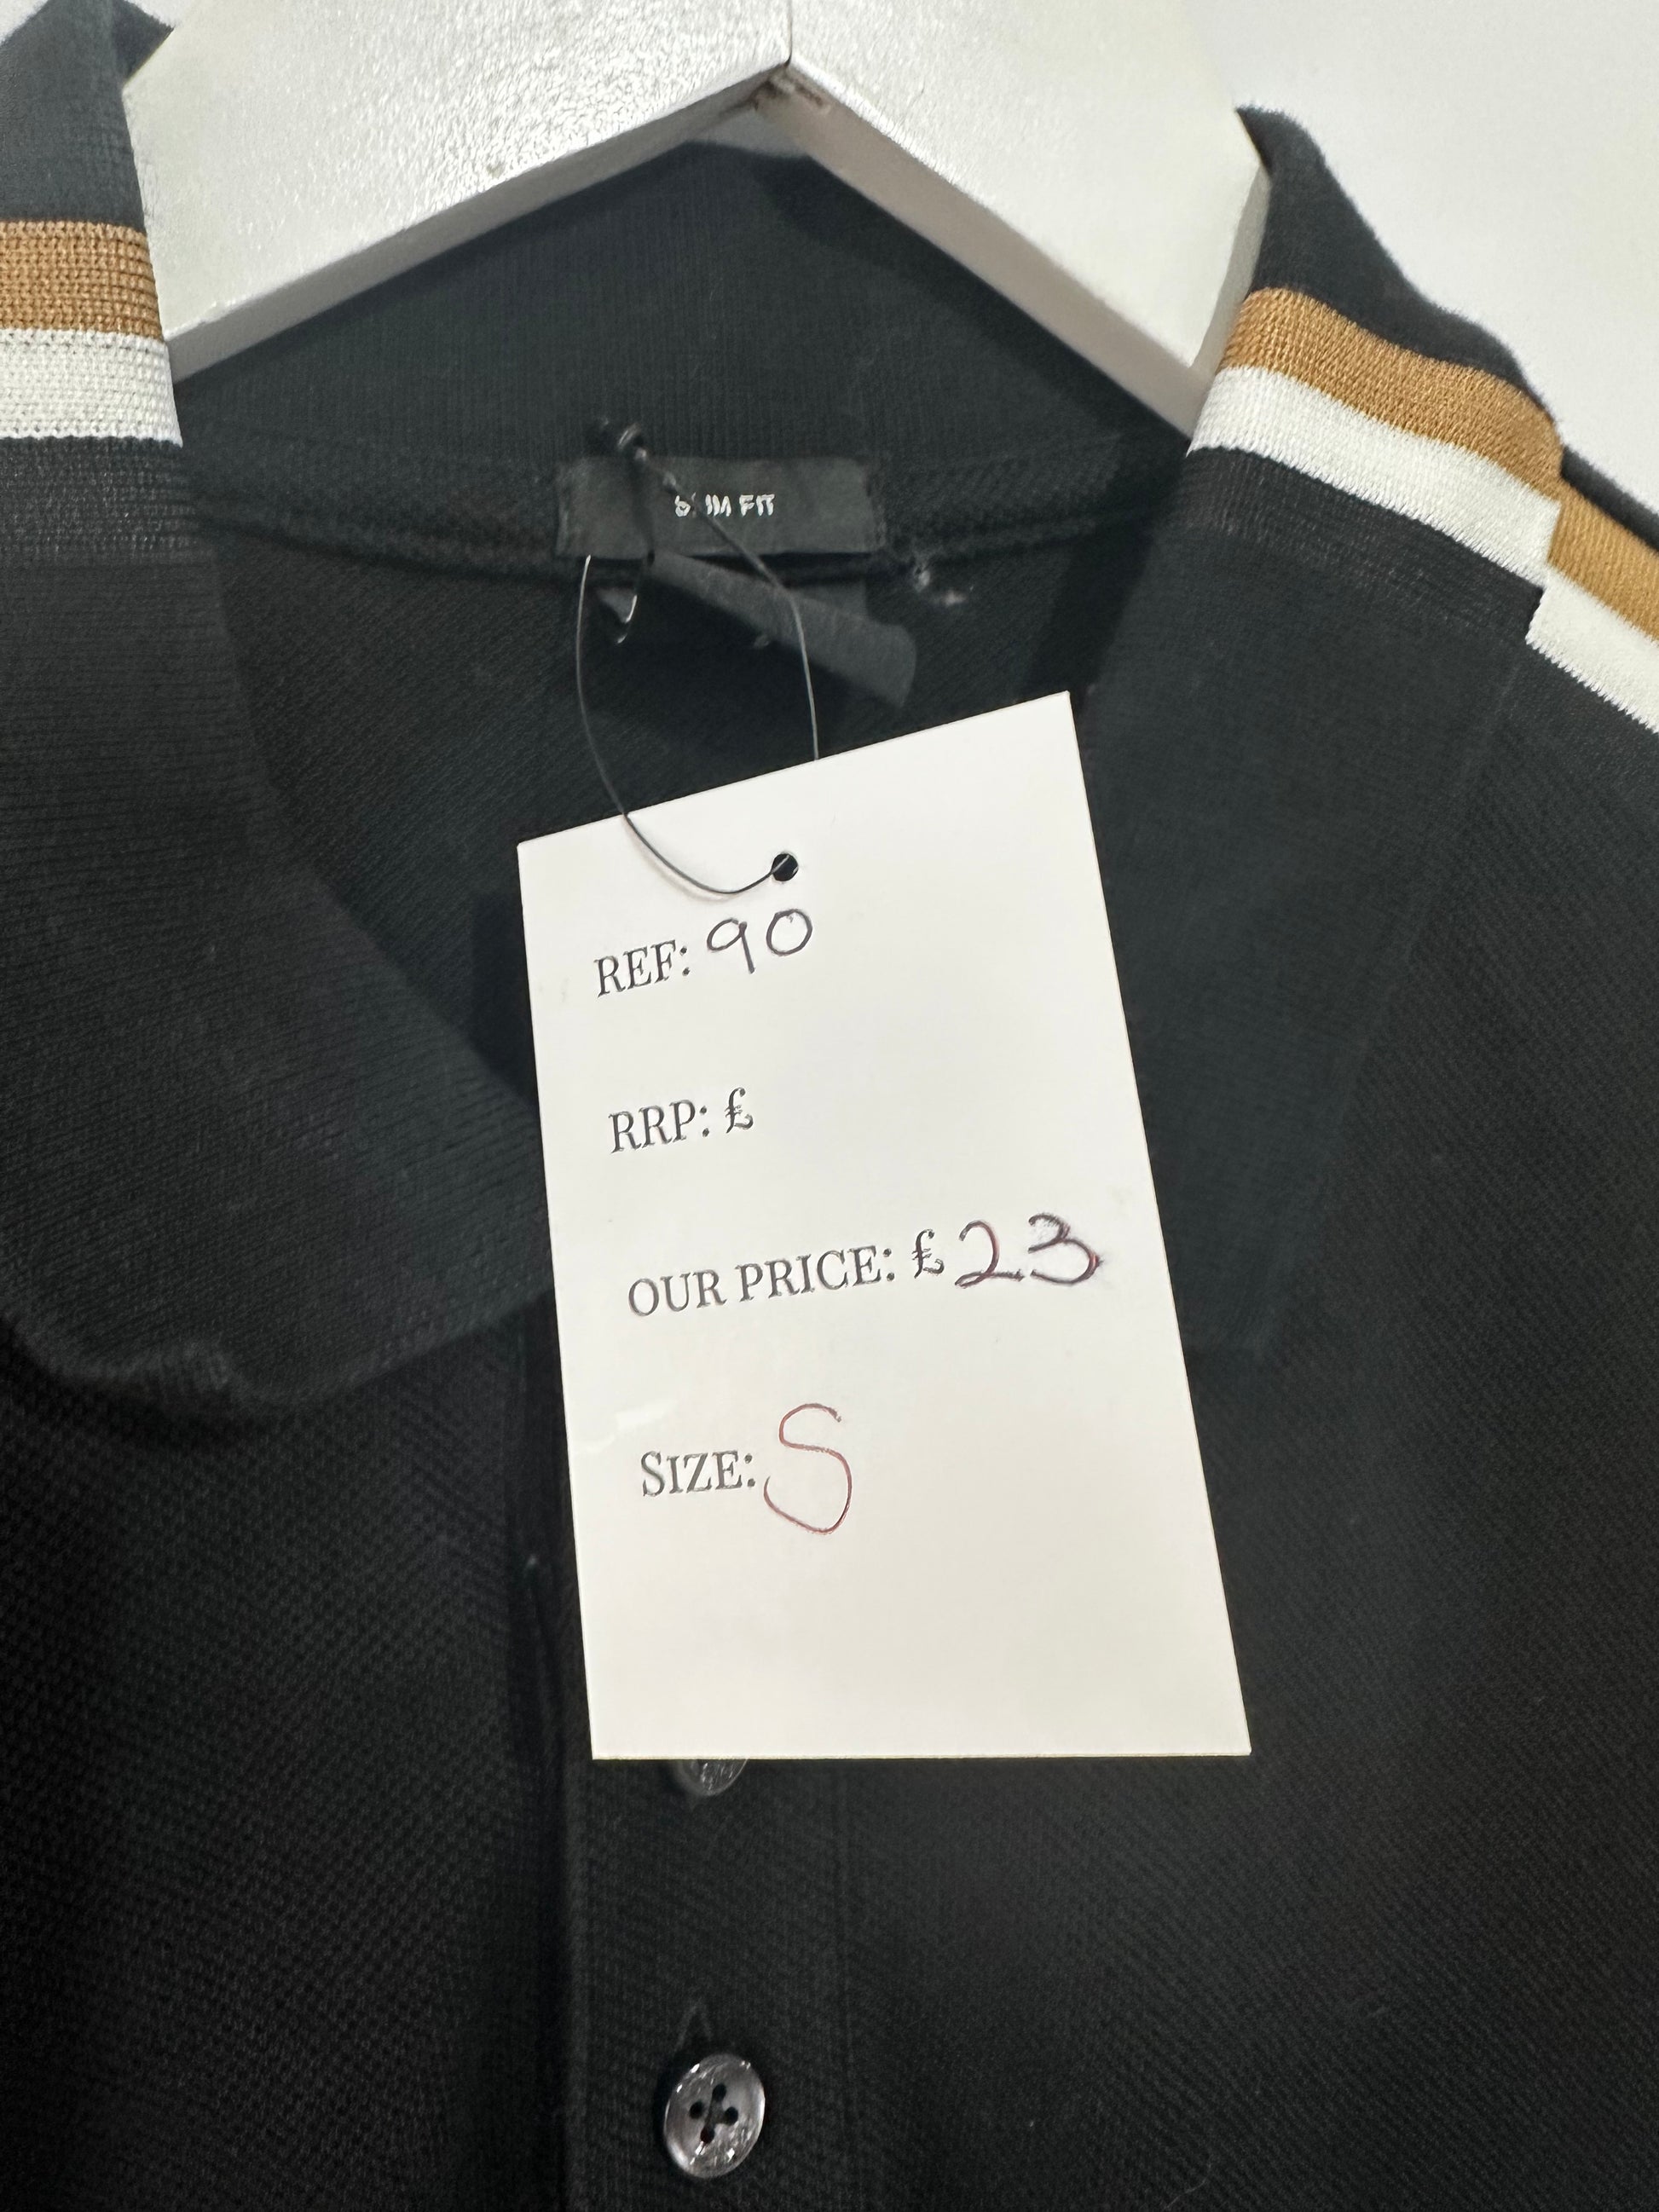 SLIM FIT
REF: 90
RRP: £
OUR PRICE: £23
SIZE: S